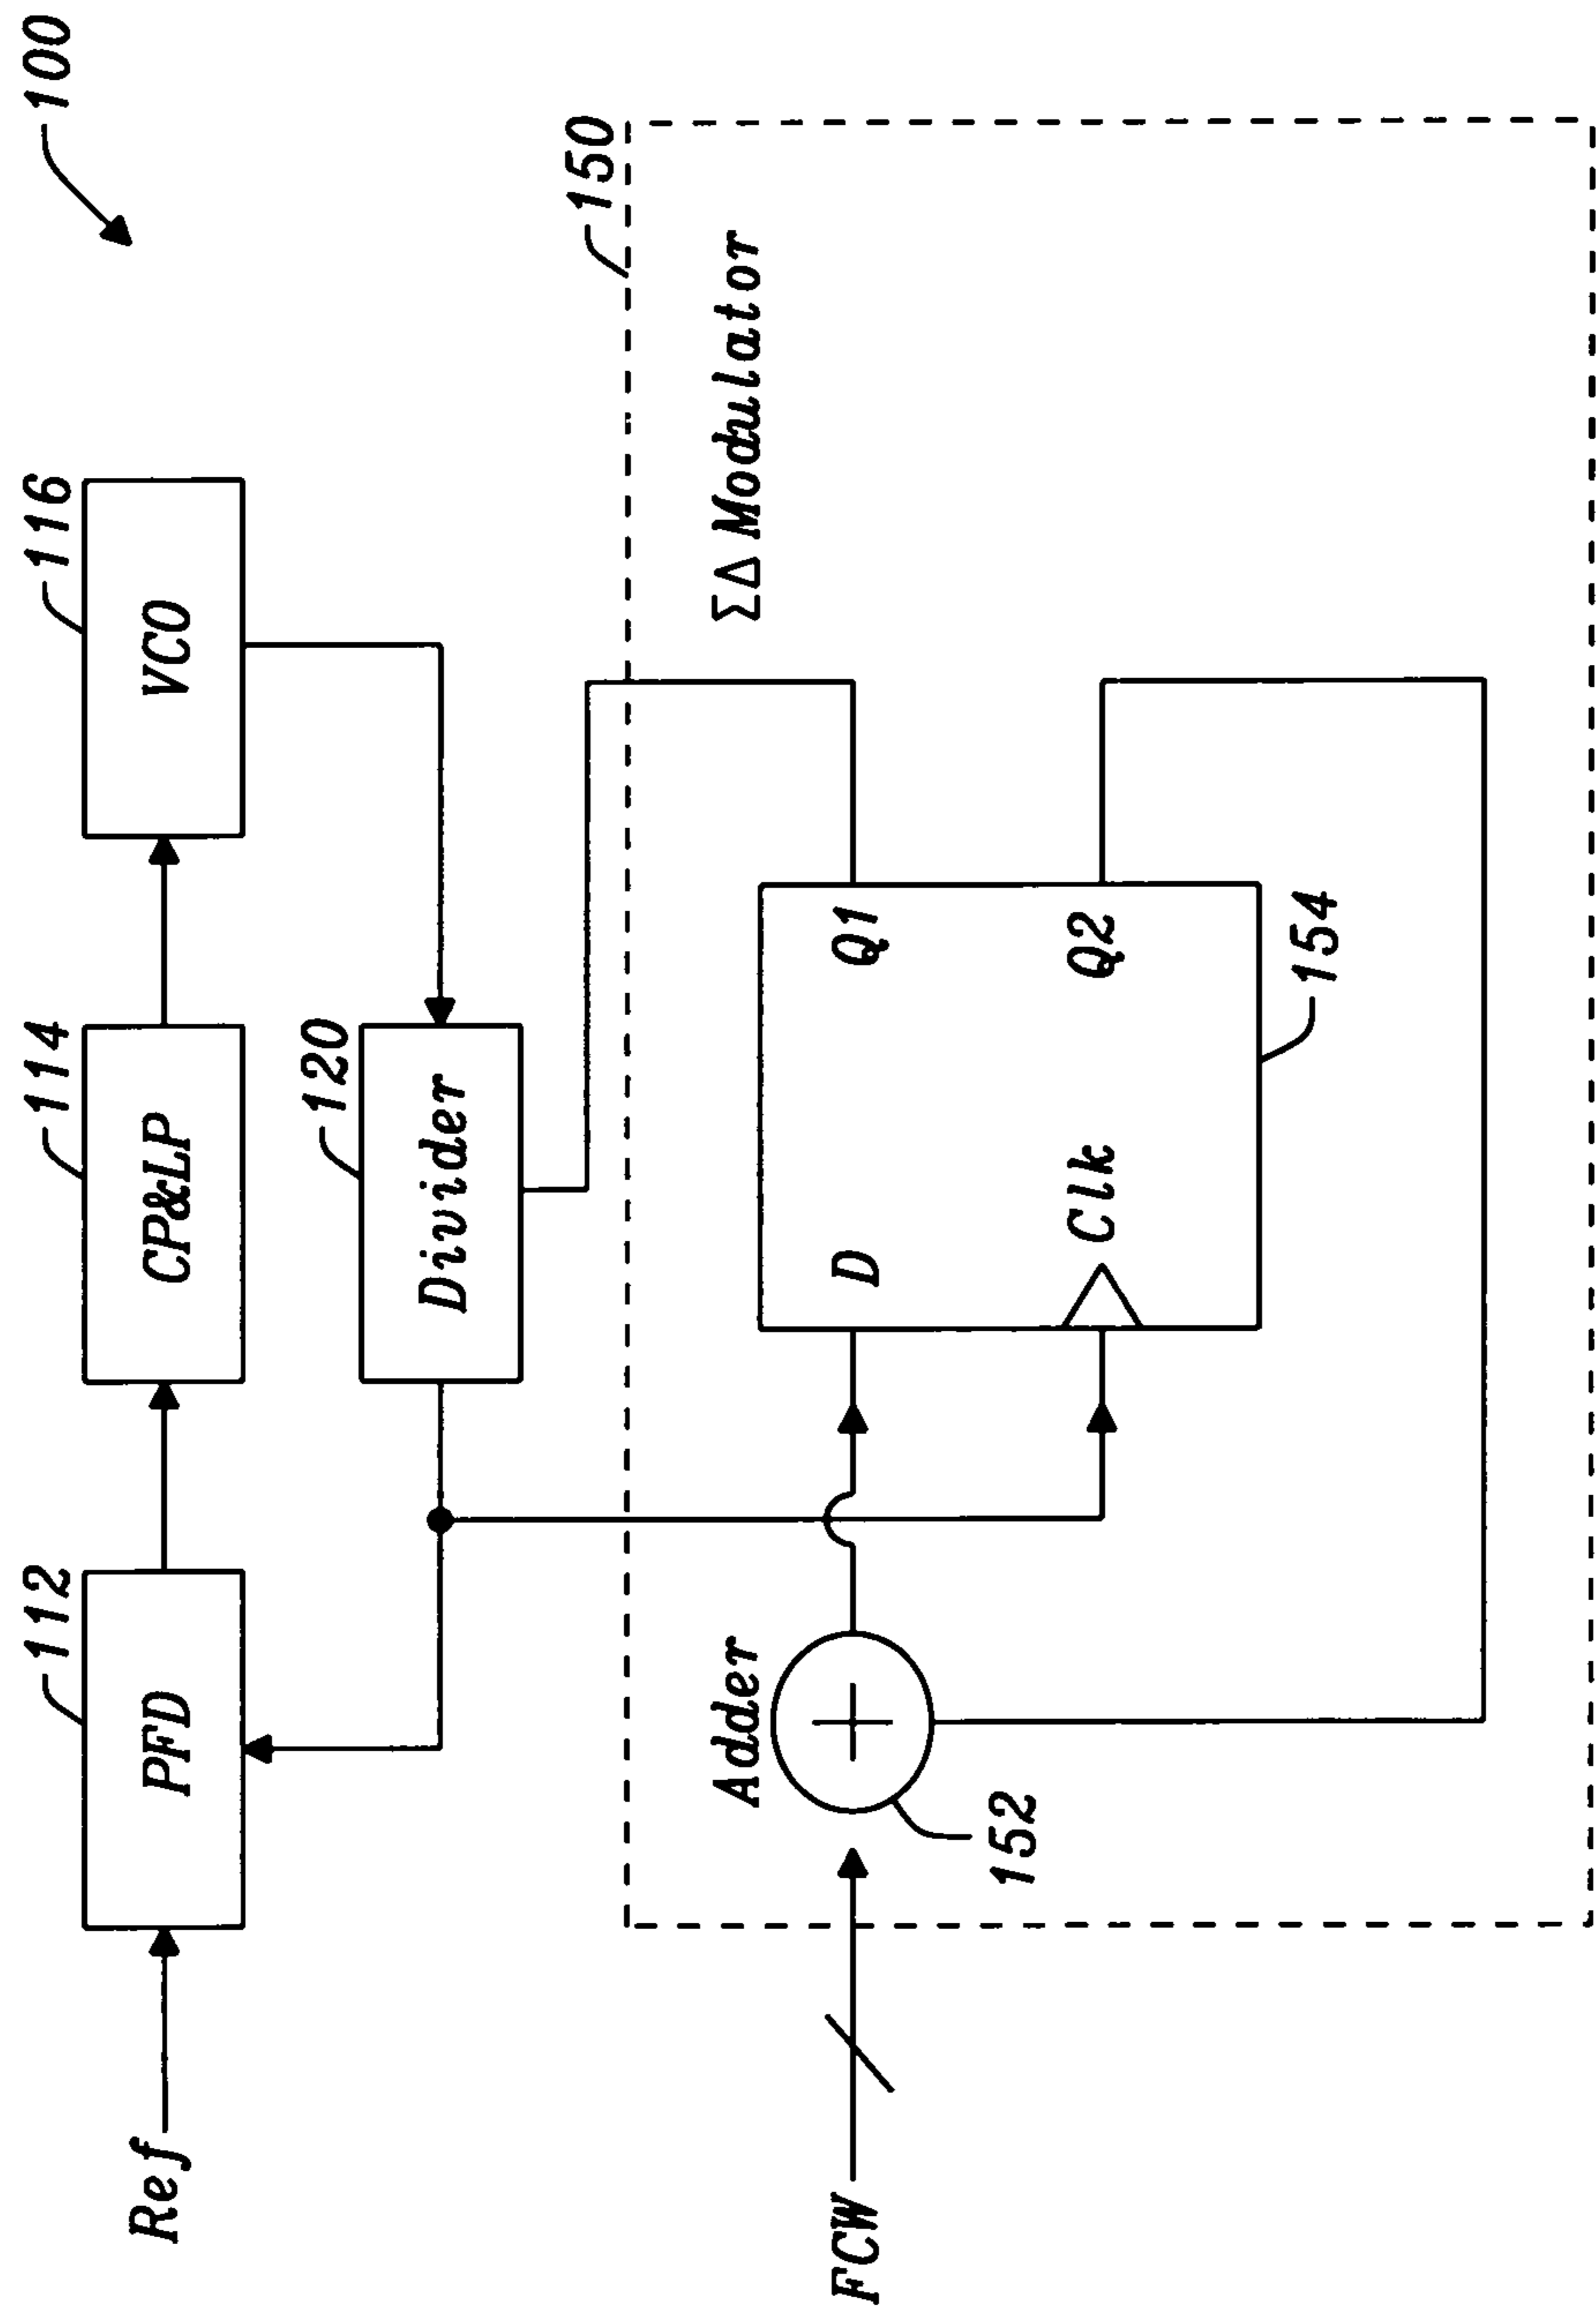 100
112
114
116
Ref
PFD
CP&LP
VCO
120
Divider
150
Adder
ΣΔ Modulator
FCW
D
Q1
152
Clk
Q2
154